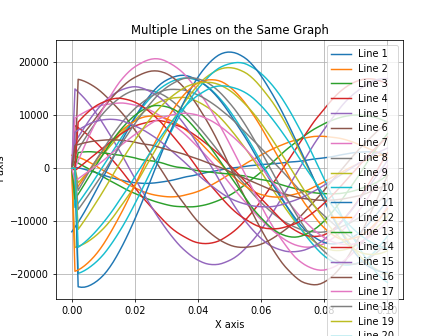 Multiple Lines on the Same Graph
20000
10000
0
−10000
−20000
0.00
0.02
0.04
0.06
X axis
Line 1
Line 2
Line 3
Line 4
Line 5
Line 6
Line 7
Line 8
Line 9
Line 10
Line 11
Line 12
Line 13
Line 14
Line 15
Line 16
Line 17
Line 18
Line 19
Line 20